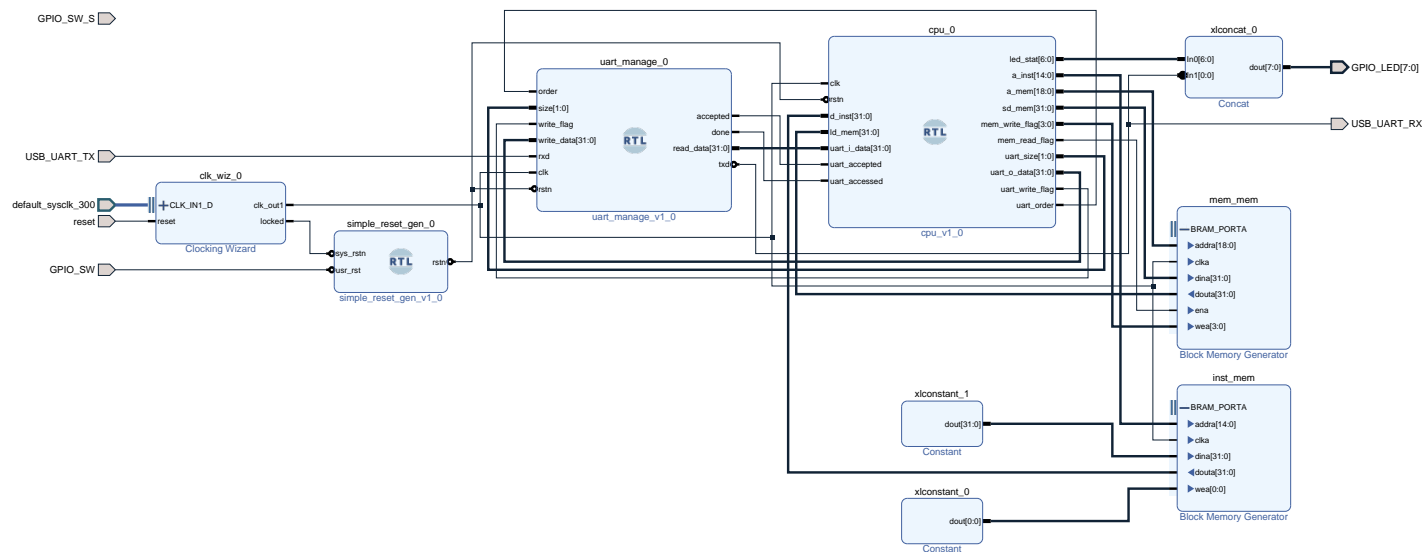 GPIO_SW_S
USB_UART_TX
default_sysclk_300
reset
GPIO_SW
clk_wiz_0
CLK_IN1_D
reset
clk_out1
locked
Clocking Wizard
simple_reset_gen_0
sys_rstn
usr_rst
RTL
rstn
simple_reset_gen_v1_0
uart_manage_0
order
size[1:0]
write_flag
write_data[31:0]
rxd
clk
rstn
RTL
accepted
done
read_data[31:0]
txd
uart_manage_v1_0
cpu_0
clk
rstn
d_inst[31:0]
ld_mem[31:0]
uart_i_data[31:0]
uart_accepted
uart_accessed
RTL
led_stat[6:0]
a_inst[14:0]
a_mem[18:0]
sd_mem[31:0]
mem_write_flag[3:0]
mem_read_flag
uart_size[1:0]
uart_o_data[31:0]
uart_write_flag
uart_order
cpu_v1_0
xlconcat_0
In0[6:0]
In1[0:0]
dout[7:0]
Concat
GPIO_LED[7:0]
USB_UART_RX
mem_mem
BRAM_PORTA
addra[18:0]
clka
dina[31:0]
douta[31:0]
ena
wea[3:0]
Block Memory Generator
inst_mem
BRAM_PORTA
addra[14:0]
clka
dina[31:0]
douta[31:0]
wea[0:0]
Block Memory Generator
xlconstant_1
dout[31:0]
Constant
xlconstant_0
dout[0:0]
Constant